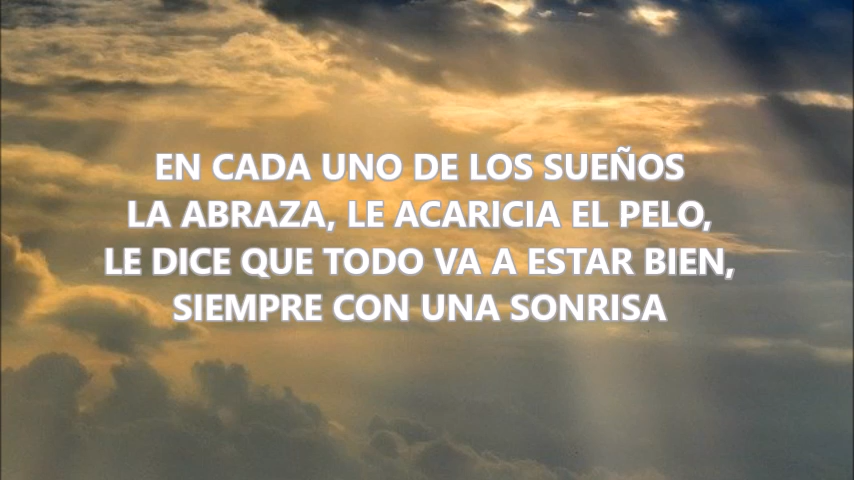 EN CADA UNO DE LOS SUEÑOS
LA ABRAZA, LE ACARICIA EL PELO,
LE DICE QUE TODO VA A ESTAR BIEN,
SIEMPRE CON UNA SONRISA